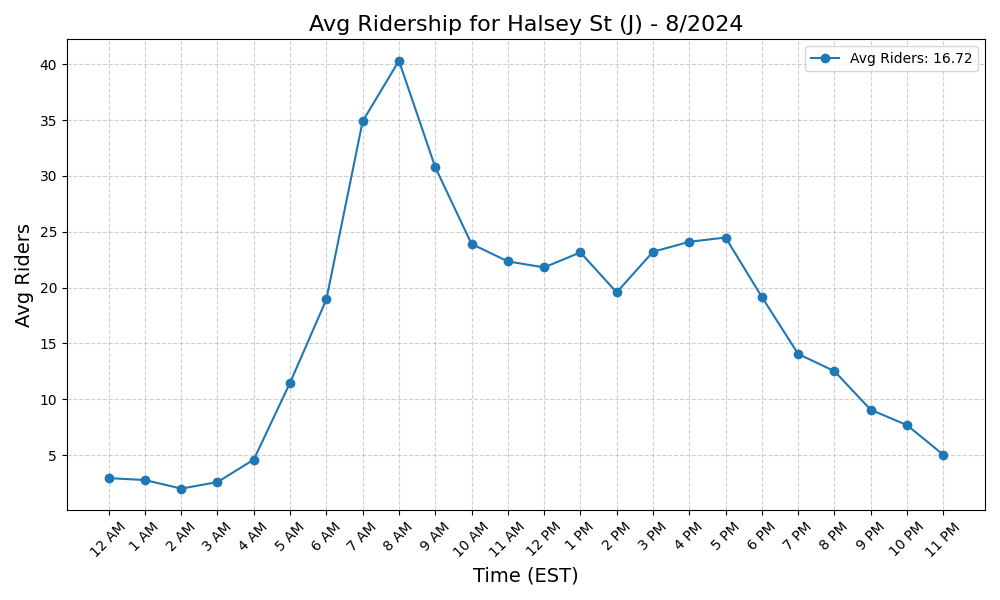 Avg Ridership for Halsey St (J) - 8/2024
Avg Riders: 16.72
Avg Riders
40
35
30
25
20
15
10
5
12 AM
1 AM
2 AM
3 AM
4 AM
5 AM
6 AM
7 AM
8 AM
9 AM
10 AM
11 AM
12 PM
1 PM
2 PM
3 PM
4 PM
5 PM
6 PM
7 PM
8 PM
9 PM
10 PM
11 PM
Time (EST)